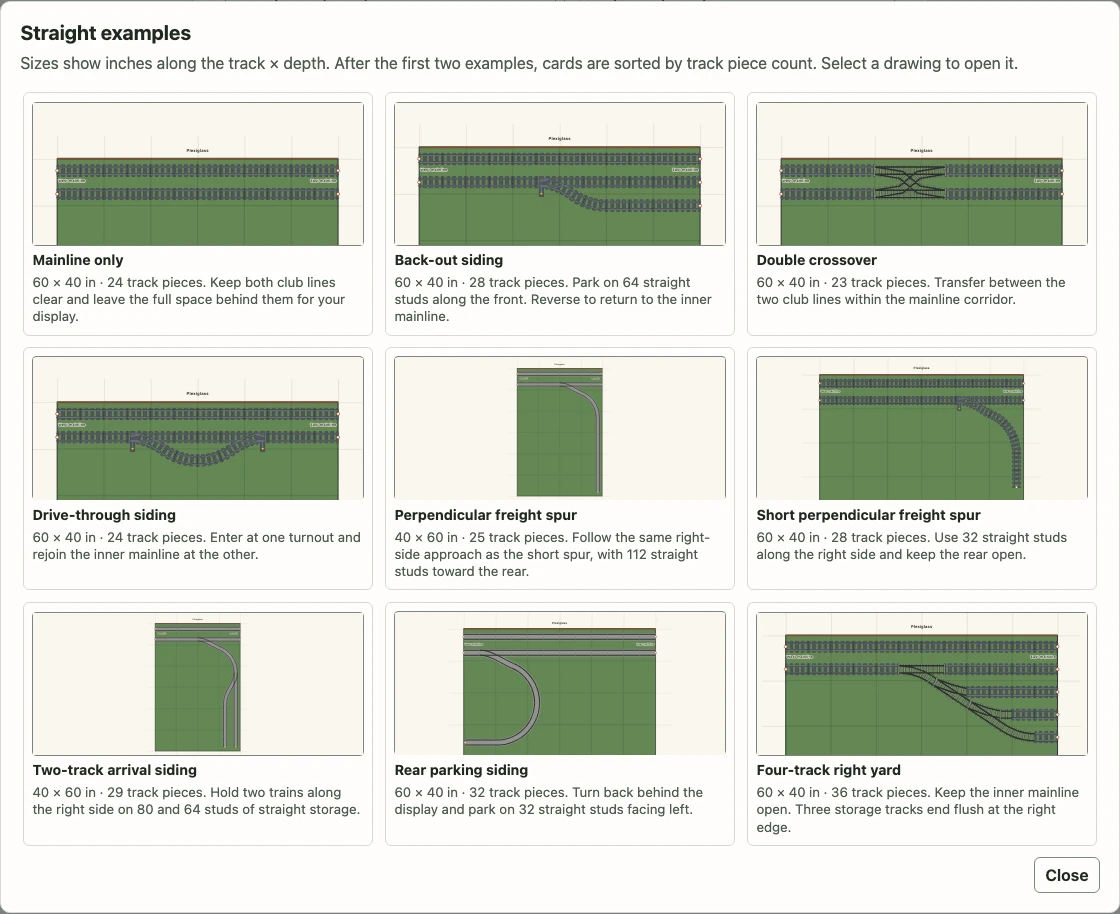 Straight examples
Sizes show inches along the track × depth. After the first two examples, cards are sorted by track piece count. Select a drawing to open it.
Plexiglass
Mainline only
60 × 40 in · 24 track pieces. Keep both club lines
clear and leave the full space behind them for your
display.
Plexiglass
Back-out siding
60 × 40 in · 28 track pieces. Park on 64 straight
studs along the front. Reverse to return to the inner
mainline.
Plexiglass
Double crossover
60 × 40 in · 23 track pieces. Transfer between the
two club lines within the mainline corridor.
Plexiglass
Drive-through siding
60 × 40 in · 24 track pieces. Enter at one turnout and
rejoin the inner mainline at the other.
Perpendicular freight spur
40 × 60 in · 25 track pieces. Follow the same right-
side approach as the short spur, with 112 straight
studs toward the rear.
Plexiglass
Short perpendicular freight spur
60 × 40 in · 28 track pieces. Use 32 straight studs
along the right side and keep the rear open.
Two-track arrival siding
40 × 60 in · 29 track pieces. Hold two trains along
the right side on 80 and 64 studs of straight storage.
Plexiglass
Rear parking siding
60 × 40 in · 32 track pieces. Turn back behind the
display and park on 32 straight studs facing left.
Plexiglass
Four-track right yard
60 × 40 in · 36 track pieces. Keep the inner mainline
open. Three storage tracks end flush at the right
edge.
Close